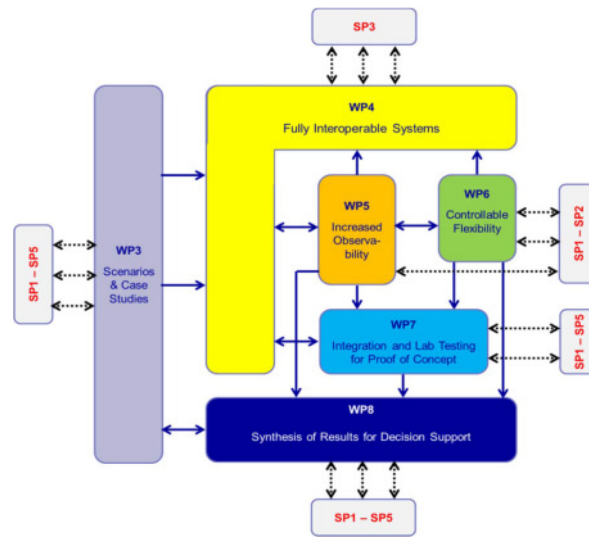 SP3
WP4
Fully Interoperable Systems
WP5
Increased
Observa-
bility
WP6
Controllable
Flexibility
SP1 – SP2
WP3
Scenarios
& Case
Studies
SP1 – SP5
WP7
Integration and Lab Testing
for Proof of Concept
SP1 – SP5
WP8
Synthesis of Results for Decision Support
SP1 – SP5